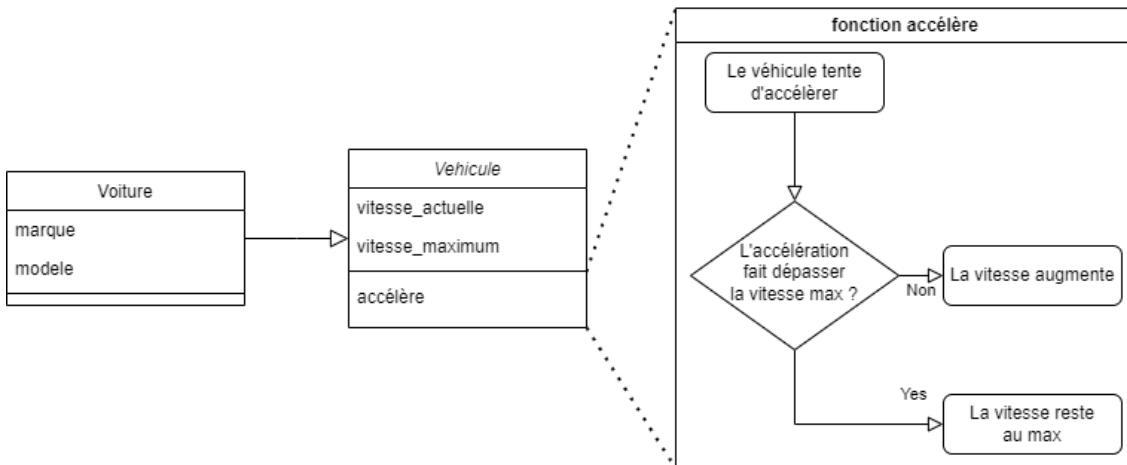 Voiture
marque
modele
Vehicule
vitesse_actuelle
vitesse_maximum
accélère
fonction accélère
Le véhicule tente
d'accélèrer
L'accélération
fait dépasser
la vitesse max ?
Non
La vitesse augmente
Yes
La vitesse reste
au max